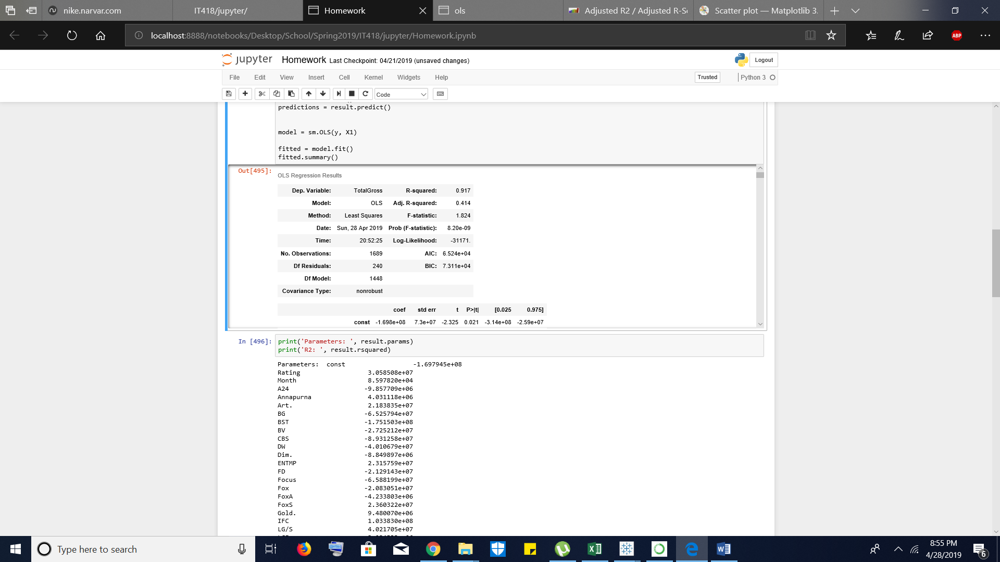 nike.narvar.com
IT418/jupyter/
Homework
ols
Adjusted R2 / Adjusted R-S
Scatter plot — Matplotlib 3.
localhost:8888/notebooks/Desktop/School/Spring2019/IT418/jupyter/Homework.ipynb
ABP
jupyter Homework Last Checkpoint: 04/21/2019 (unsaved changes)
Logout
File Edit View Insert Cell Kernel Widgets Help
Trusted
Python 3
Code
predictions = result.predict()
model = sm.OLS(y, X1)
fitted = model.fit()
fitted.summary()
Out[495]:
OLS Regression Results
Dep. Variable: TotalGross R-squared: 0.917
Model: OLS Adj. R-squared: 0.414
Method: Least Squares F-statistic: 1.824
Date: Sun, 28 Apr 2019 Prob (F-statistic): 8.20e-09
Time: 20:52:25 Log-Likelihood: -31171.
No. Observations: 1689 AIC: 6.524e+04
Df Residuals: 240 BIC: 7.311e+04
Df Model: 1448
Covariance Type: nonrobust
coef std err t P>|t| [0.025 0.975]
const -1.698e+08 7.3e+07 -2.325 0.021 -3.14e+08 -2.59e+07
In [496]: print('Parameters: ', result.params)
print('R2: ', result.rsquared)
Parameters: const -1.697945e+08
Rating 3.058508e+07
Month 8.597820e+04
A24 -9.857709e+06
Annapurna 4.031118e+06
Art. 2.183835e+07
BG -6.525794e+07
BST -1.751503e+08
BV -2.725212e+07
CBS -8.931258e+07
DW -4.010679e+07
Dim. -8.849897e+06
ENTMP 2.315759e+07
FD -2.129143e+07
Focus -6.588199e+07
Fox -2.083051e+07
FoxA -4.233803e+06
FoxS 2.360322e+07
Gold. 9.480070e+06
IFC 1.033830e+08
LG/S 4.021705e+07
Type here to search
8:55 PM
4/28/2019
6